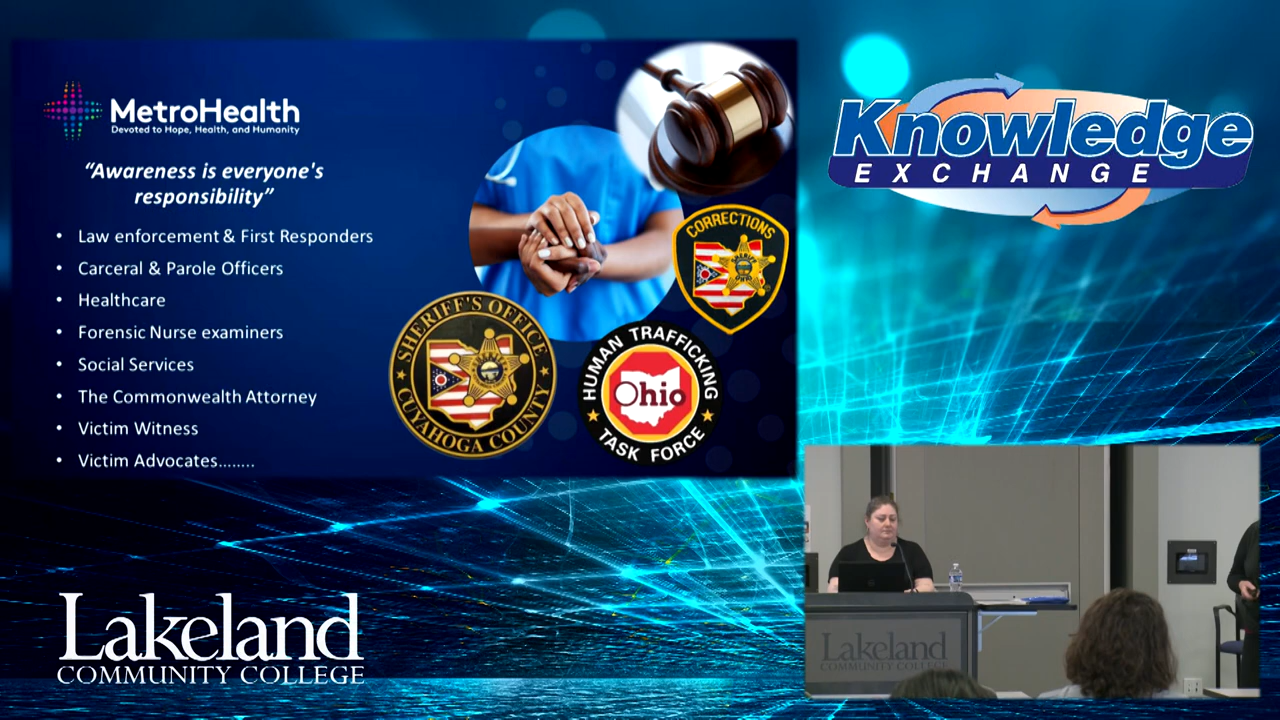 MetroHealth
Devoted to Hope, Health, and Humanity
“Awareness is everyone's
responsibility”
• Law enforcement & First Responders
• Carceral & Parole Officers
• Healthcare
• Forensic Nurse examiners
• Social Services
• The Commonwealth Attorney
• Victim Witness
• Victim Advocates........
CORRECTIONS
SHERIFF'S OFFICE
CUYAHOGA COUNTY
HUMAN TRAFFICKING
Ohio
TASK FORCE
Knowledge
EXCHANGE
Lakeland
COMMUNITY COLLEGE
Lakeland
COMMUNITY COLLEGE